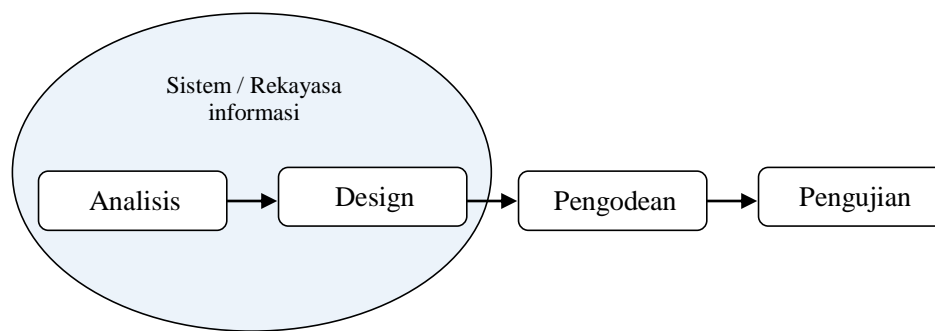 Sistem / Rekayasa
informasi
Analisis
Design
Pengodean
Pengujian